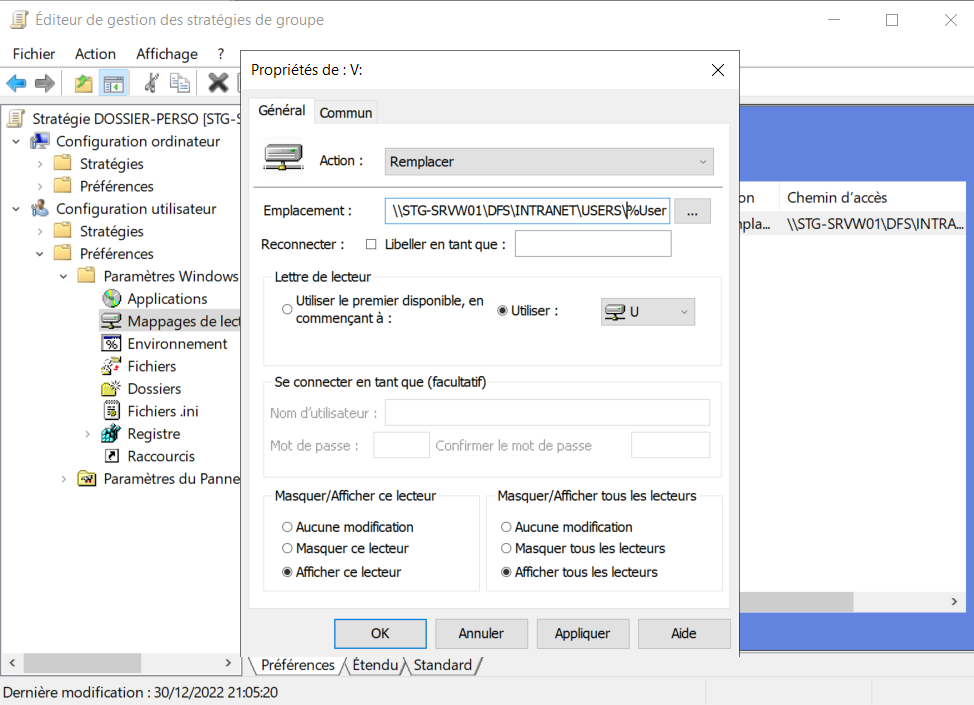 Éditeur de gestion des stratégies de groupe
Fichier Action Affichage ?
Stratégie DOSSIER-PERSO [STG-S
Configuration ordinateur
Stratégies
Préférences
Configuration utilisateur
Stratégies
Préférences
Paramètres Windows
Applications
Mappages de lect
Environnement
Fichiers
Dossiers
Fichiers .ini
Registre
Raccourcis
Paramètres du Panne
Propriétés de : V:
Général Commun
Action : Remplacer
Emplacement : \\STG-SRVW01\DFS\INTRANET\USERS\%User ...
Reconnecter : Libeller en tant que :
Lettre de lecteur
Utiliser le premier disponible, en
commençant à :
Utiliser : U
Se connecter en tant que (facultatif)
Nom d'utilisateur :
Mot de passe : Confirmer le mot de passe
Masquer/Afficher ce lecteur
Aucune modification
Masquer ce lecteur
Afficher ce lecteur
Masquer/Afficher tous les lecteurs
Aucune modification
Masquer tous les lecteurs
Afficher tous les lecteurs
OK Annuler Appliquer Aide
on Chemin d'accès
npla... \\STG-SRVW01\DFS\INTRA...
Préférences Étendu Standard
Dernière modification : 30/12/2022 21:05:20